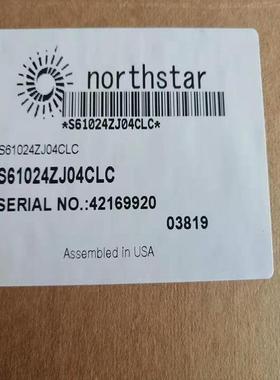 northstar
*S61024ZJ04CLC*
S61024ZJ04CLC
S61024ZJ04CLC
SERIAL NO.:42169920
03819
Assembled in USA